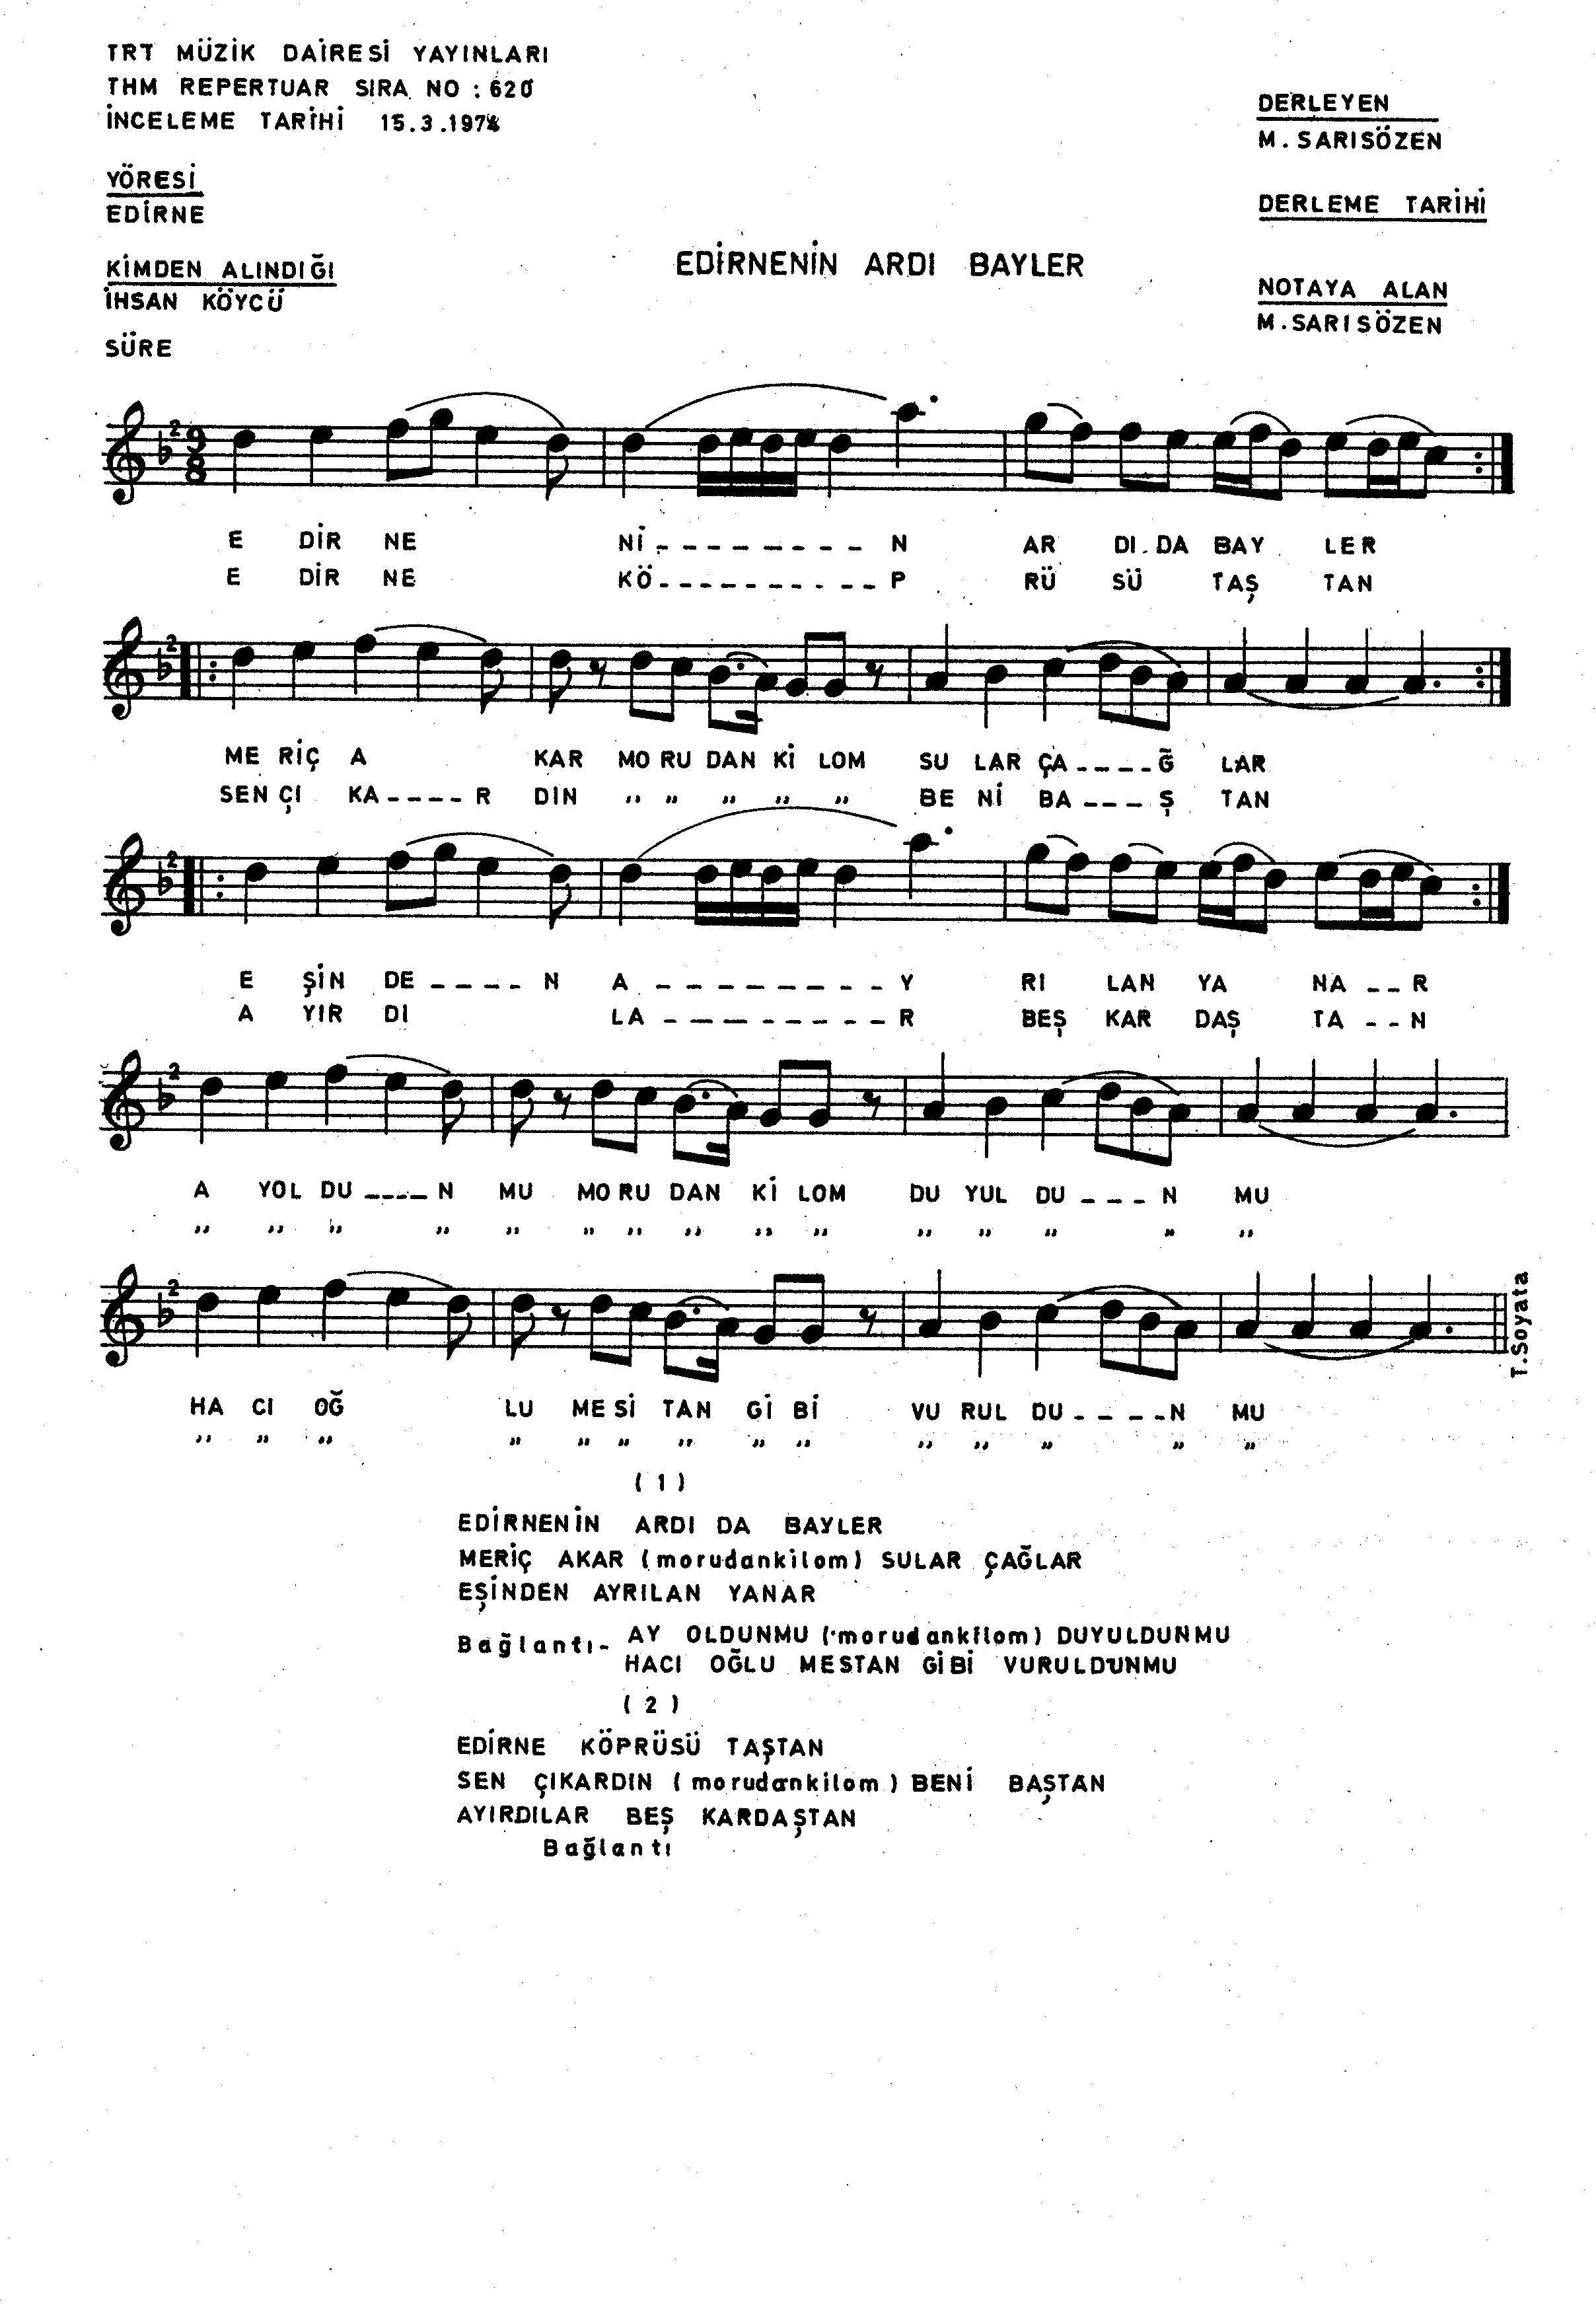 TRT MÜZİK DAİRESİ YAYINLARI
THM REPERTUAR SIRA NO : 620
İNCELEME TARİHİ 15.3.1974
DERLEYEN
M. SARISÖZEN
YÖRESİ
EDİRNE
DERLEME TARİHİ
KİMDEN ALINDIĞI
İHSAN KÖYCÜ
EDİRNENİN ARDI BAYLER
NOTAYA ALAN
M. SARISÖZEN
SÜRE
2 9 8
E DİR NE Nİ _ _ _ _ _ _ _ _ N AR DI . DA BAY LER
E DİR NE KÖ _ _ _ _ _ _ _ _ _ P RÜ SÜ TAŞ TAN
2
ME RİÇ A KAR MO RU DAN Kİ LOM SU LAR ÇA _ _ _ _ Ğ LAR
SEN ÇI KA _ _ _ _ R DİN ,, ,, ,, ,, ,, BE Nİ BA _ _ _ Ş TAN
2
E ŞİN DE _ _ _ _ N A _ _ _ _ _ _ _ _ _ Y RI LAN YA NA _ _ R
A YIR DI LA _ _ _ _ _ _ _ _ _ R BEŞ KAR DAŞ TA _ _ N
2
A YOL DU _ _ _ _ N MU MO RU DAN Kİ LOM DU YUL DU _ _ _ N MU
,, ,, ,, ,, ,, ,, ,, ,, ,, ,, ,, ,, ,, ,, ,,
2
T. Soyata
HA CI OĞ LU ME Sİ TAN Gİ Bİ VU RUL DU _ _ _ _ N MU
,, ,, ,, ,, ,, ,, ,, ,, ,, ,, ,, ,, ,, ,,
( 1 )
EDİRNENİN ARDI DA BAYLER
MERİÇ AKAR (morudankilom) SULAR ÇAĞLAR
EŞİNDEN AYRILAN YANAR
Bağlantı- AY OLDUNMU (morudankilom) DUYULDUNMU
HACI OĞLU MESTAN GİBİ VURULDUNMU
( 2 )
EDİRNE KÖPRÜSÜ TAŞTAN
SEN ÇIKARDIN (morudankilom) BENİ BAŞTAN
AYIRDILAR BEŞ KARDAŞTAN
Bağlantı